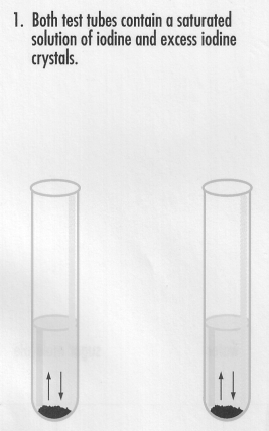 1. Both test tubes contain a saturated
solution of iodine and excess iodine
crystals.